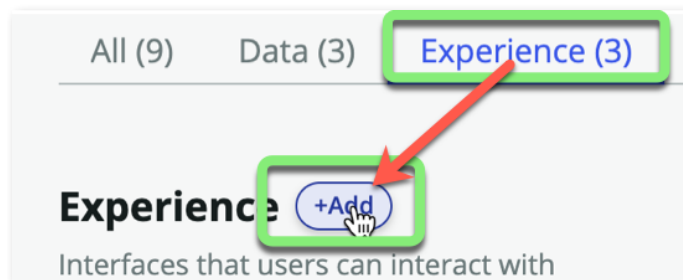 All (9) Data (3) Experience (3)
Experience +Add
Interfaces that users can interact with